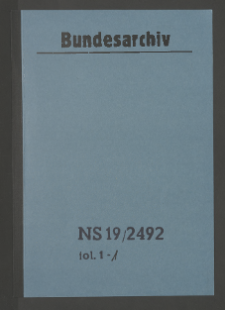 Bundesarchiv
NS 19/2492
fol. 1-